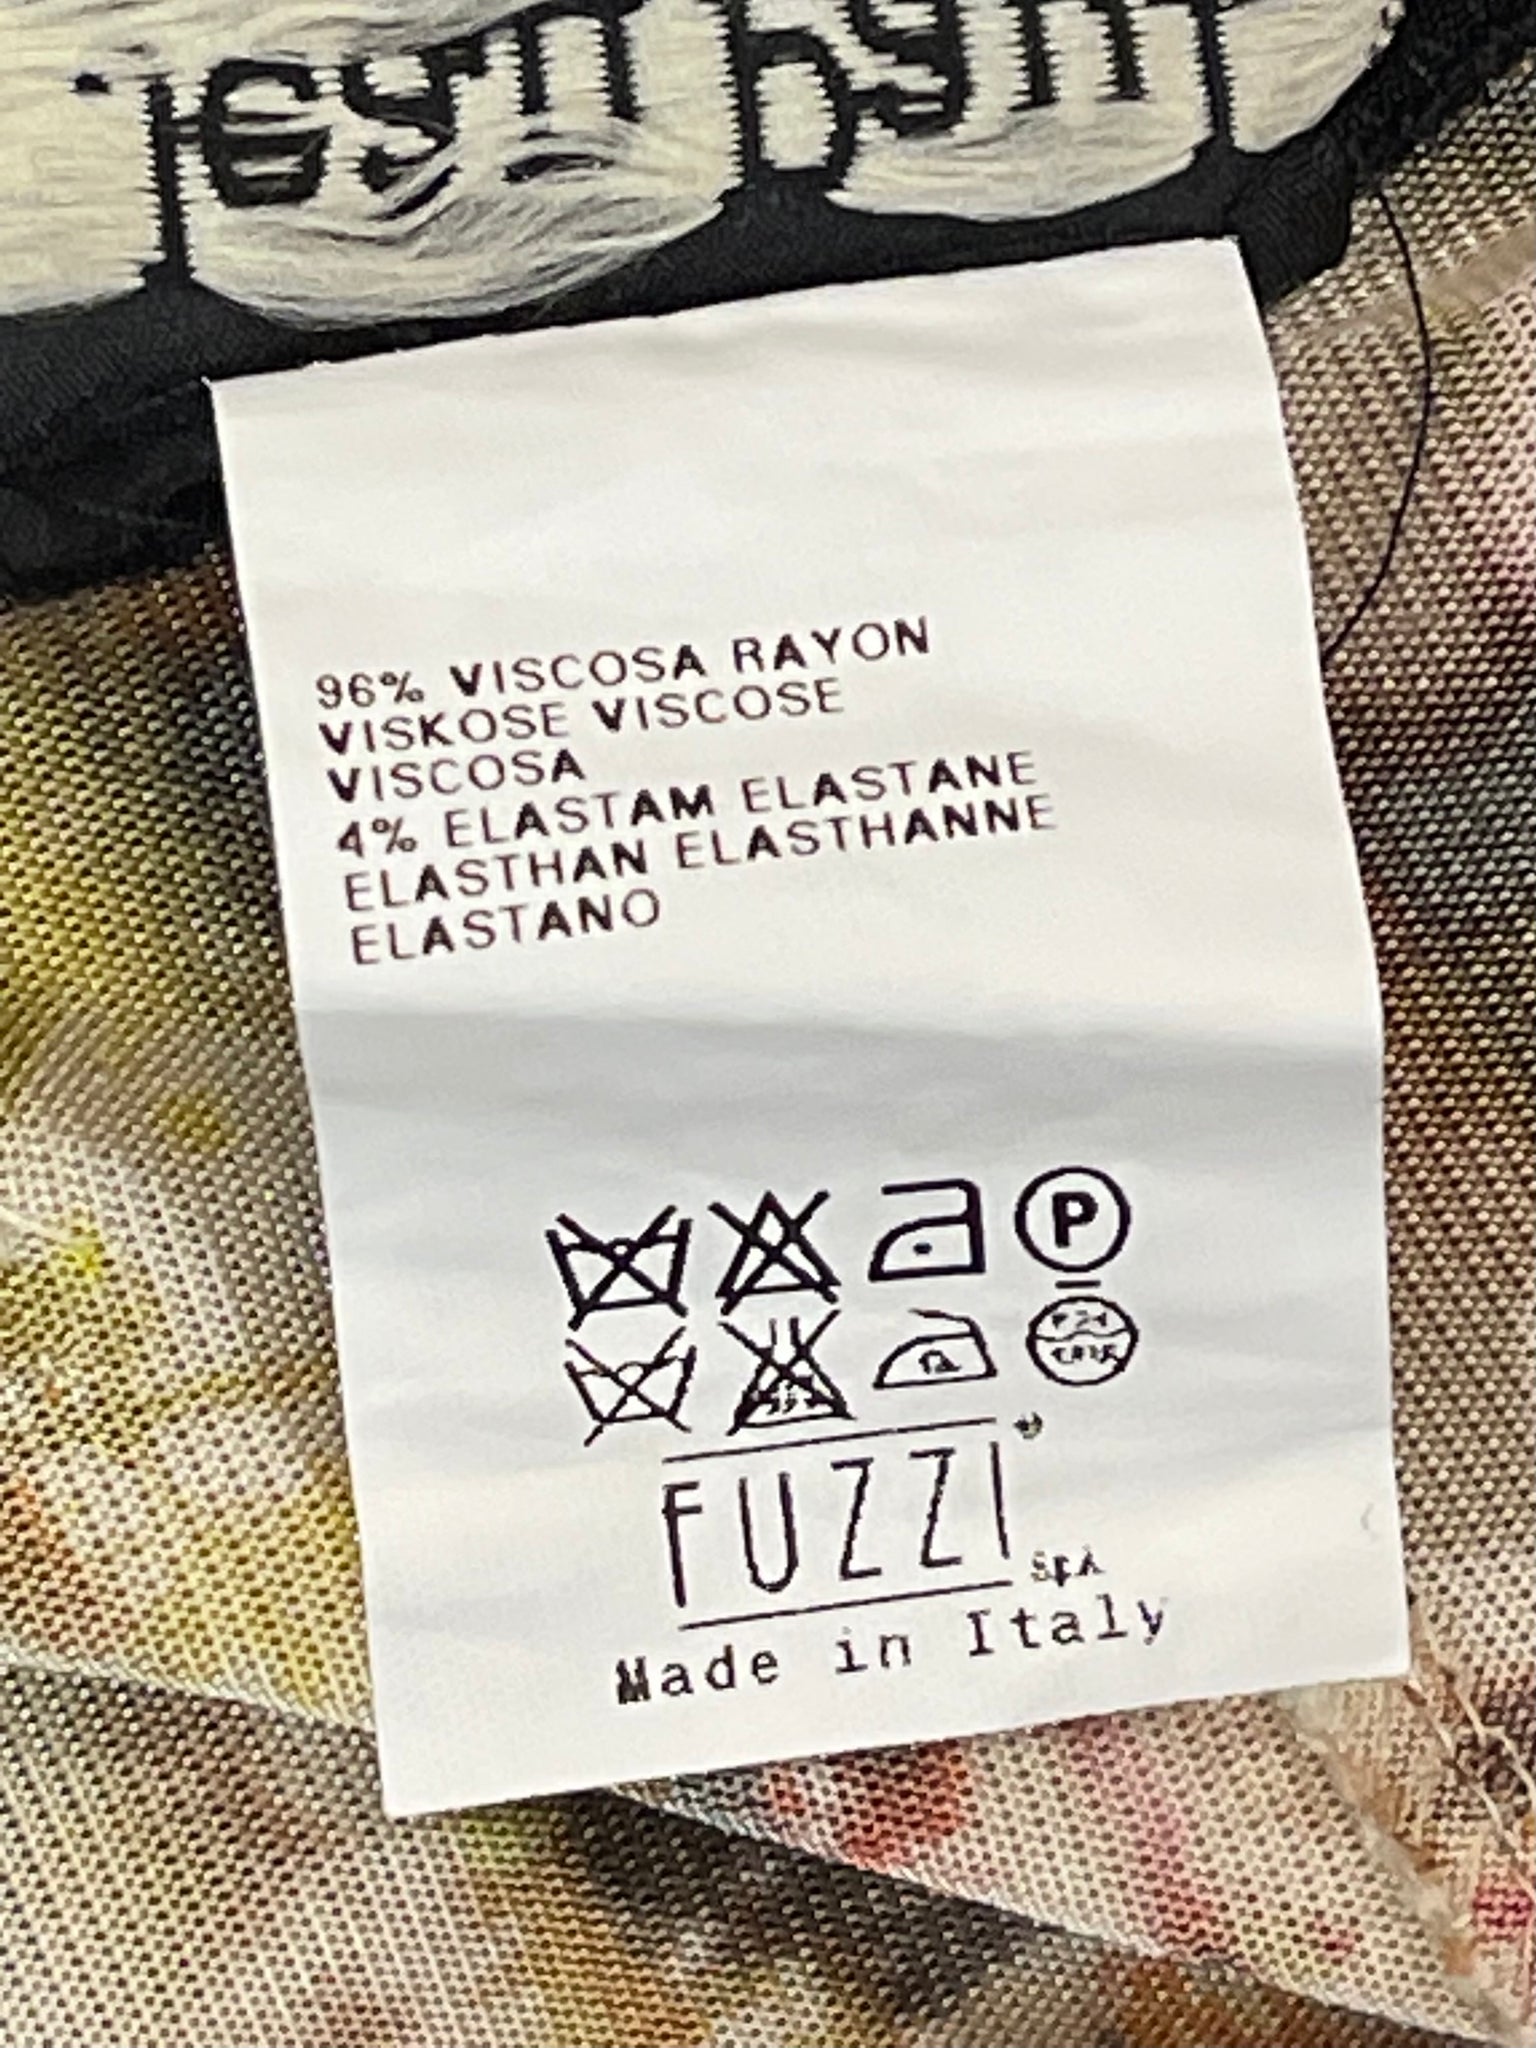 96% VISCOSA RAYON
VISKOSE VISCOSE
VISCOSA
4% ELASTAM ELASTANE
ELASTHAN ELASTHANNE
ELASTANO
P
FUZZI
SpA
Made in Italy